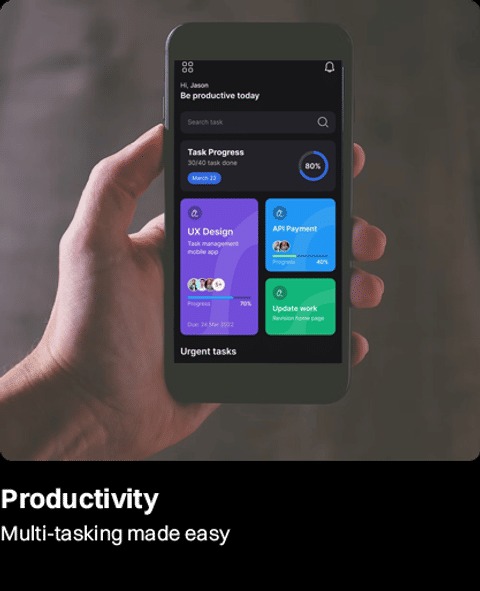 Hi, Jason
Be productive today
Search task
Task Progress
30/40 task done
80%
March 22
UX Design
Task management
mobile app
5+
Progress 70%
Due: 26 Mar 2022
API Payment
Progress 40%
Update work
Revision home page
Urgent tasks
Productivity
Multi-tasking made easy